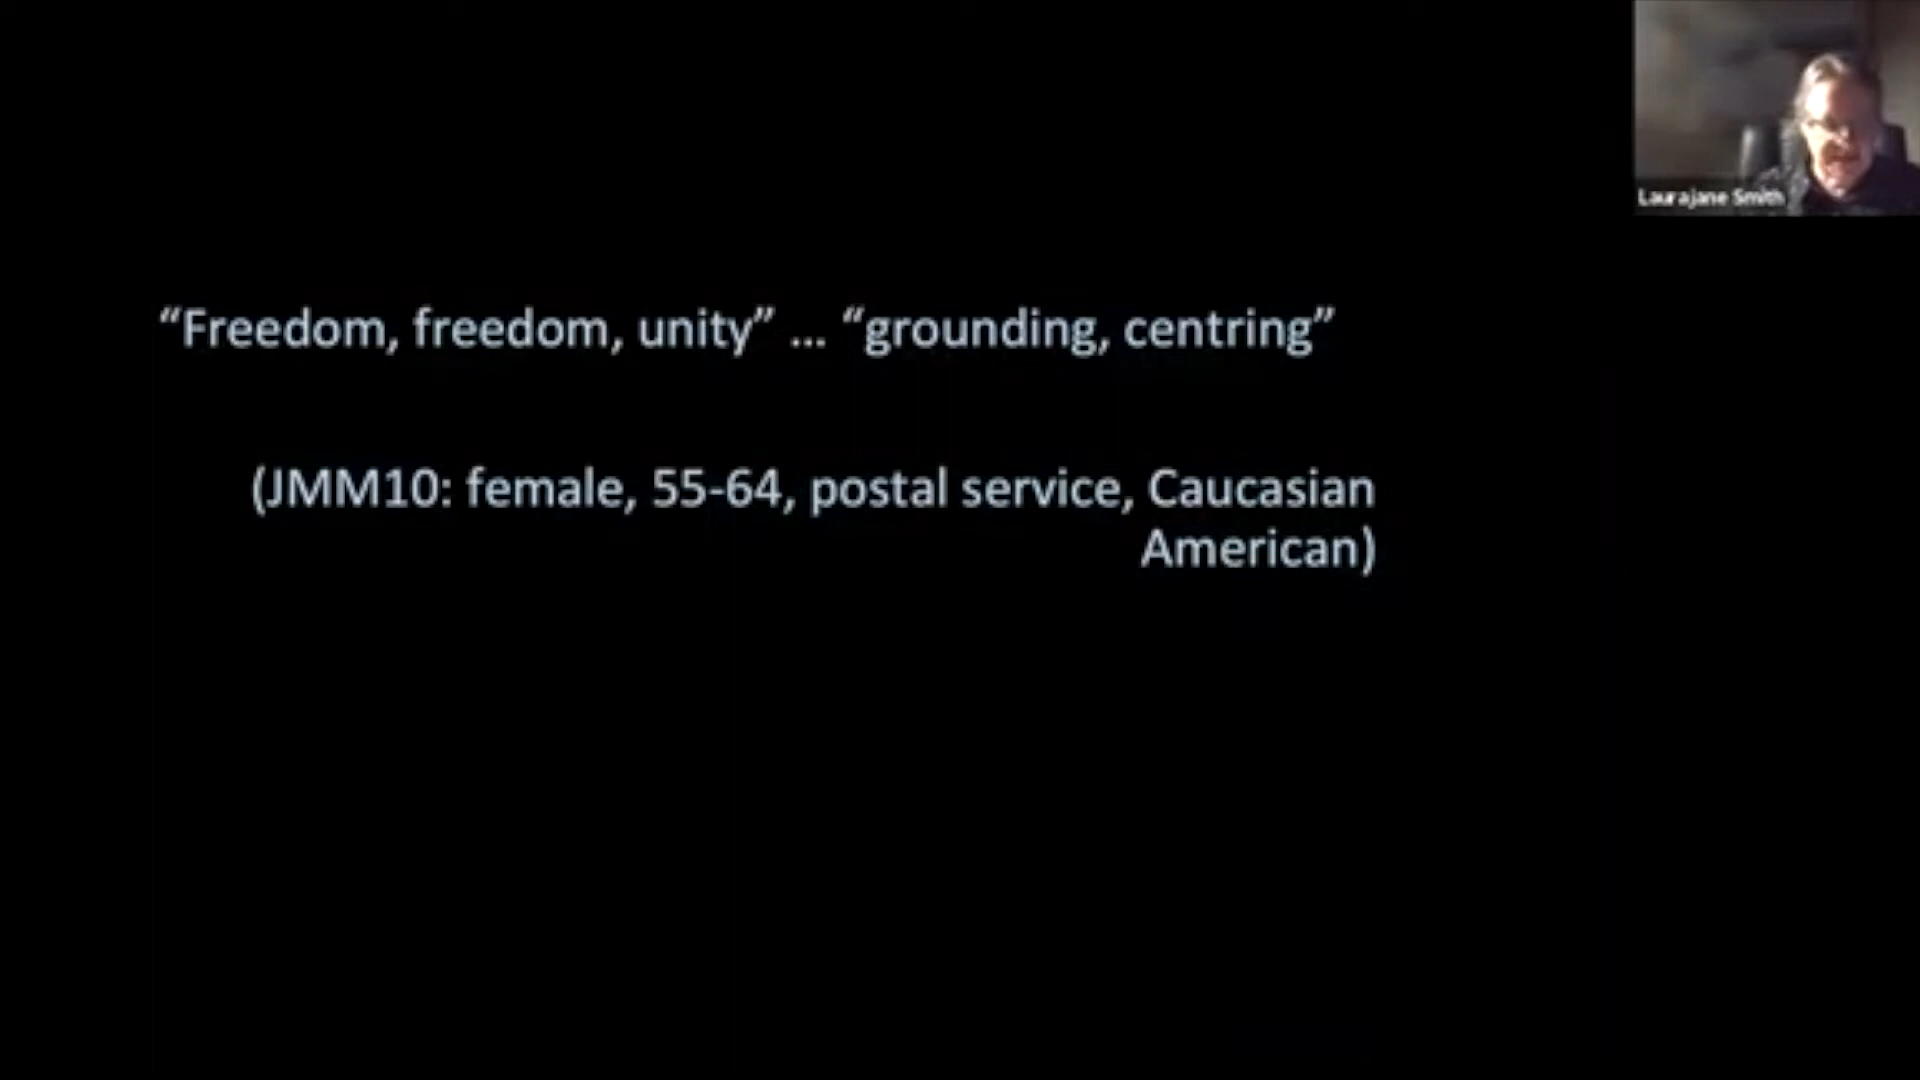 Laurajane Smith
“Freedom, freedom, unity” ... “grounding, centring”
(JMM10: female, 55-64, postal service, Caucasian
American)